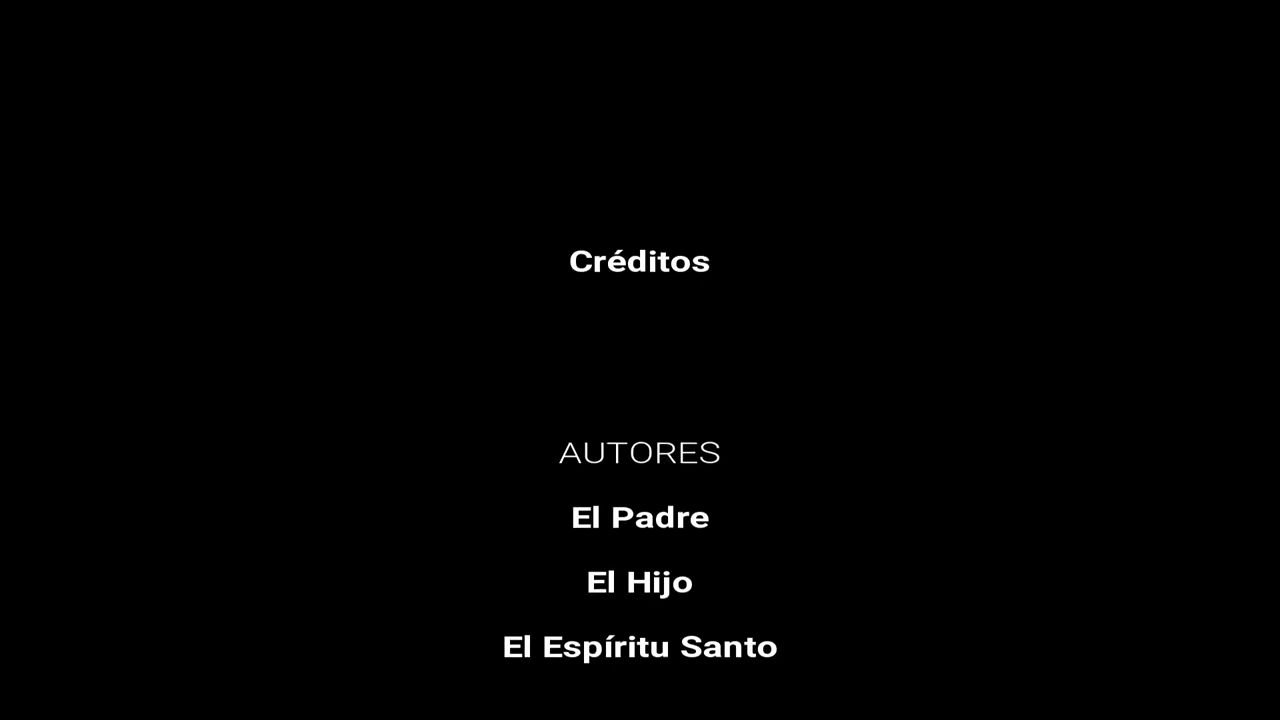 Créditos
AUTORES
El Padre
El Hijo
El Espíritu Santo